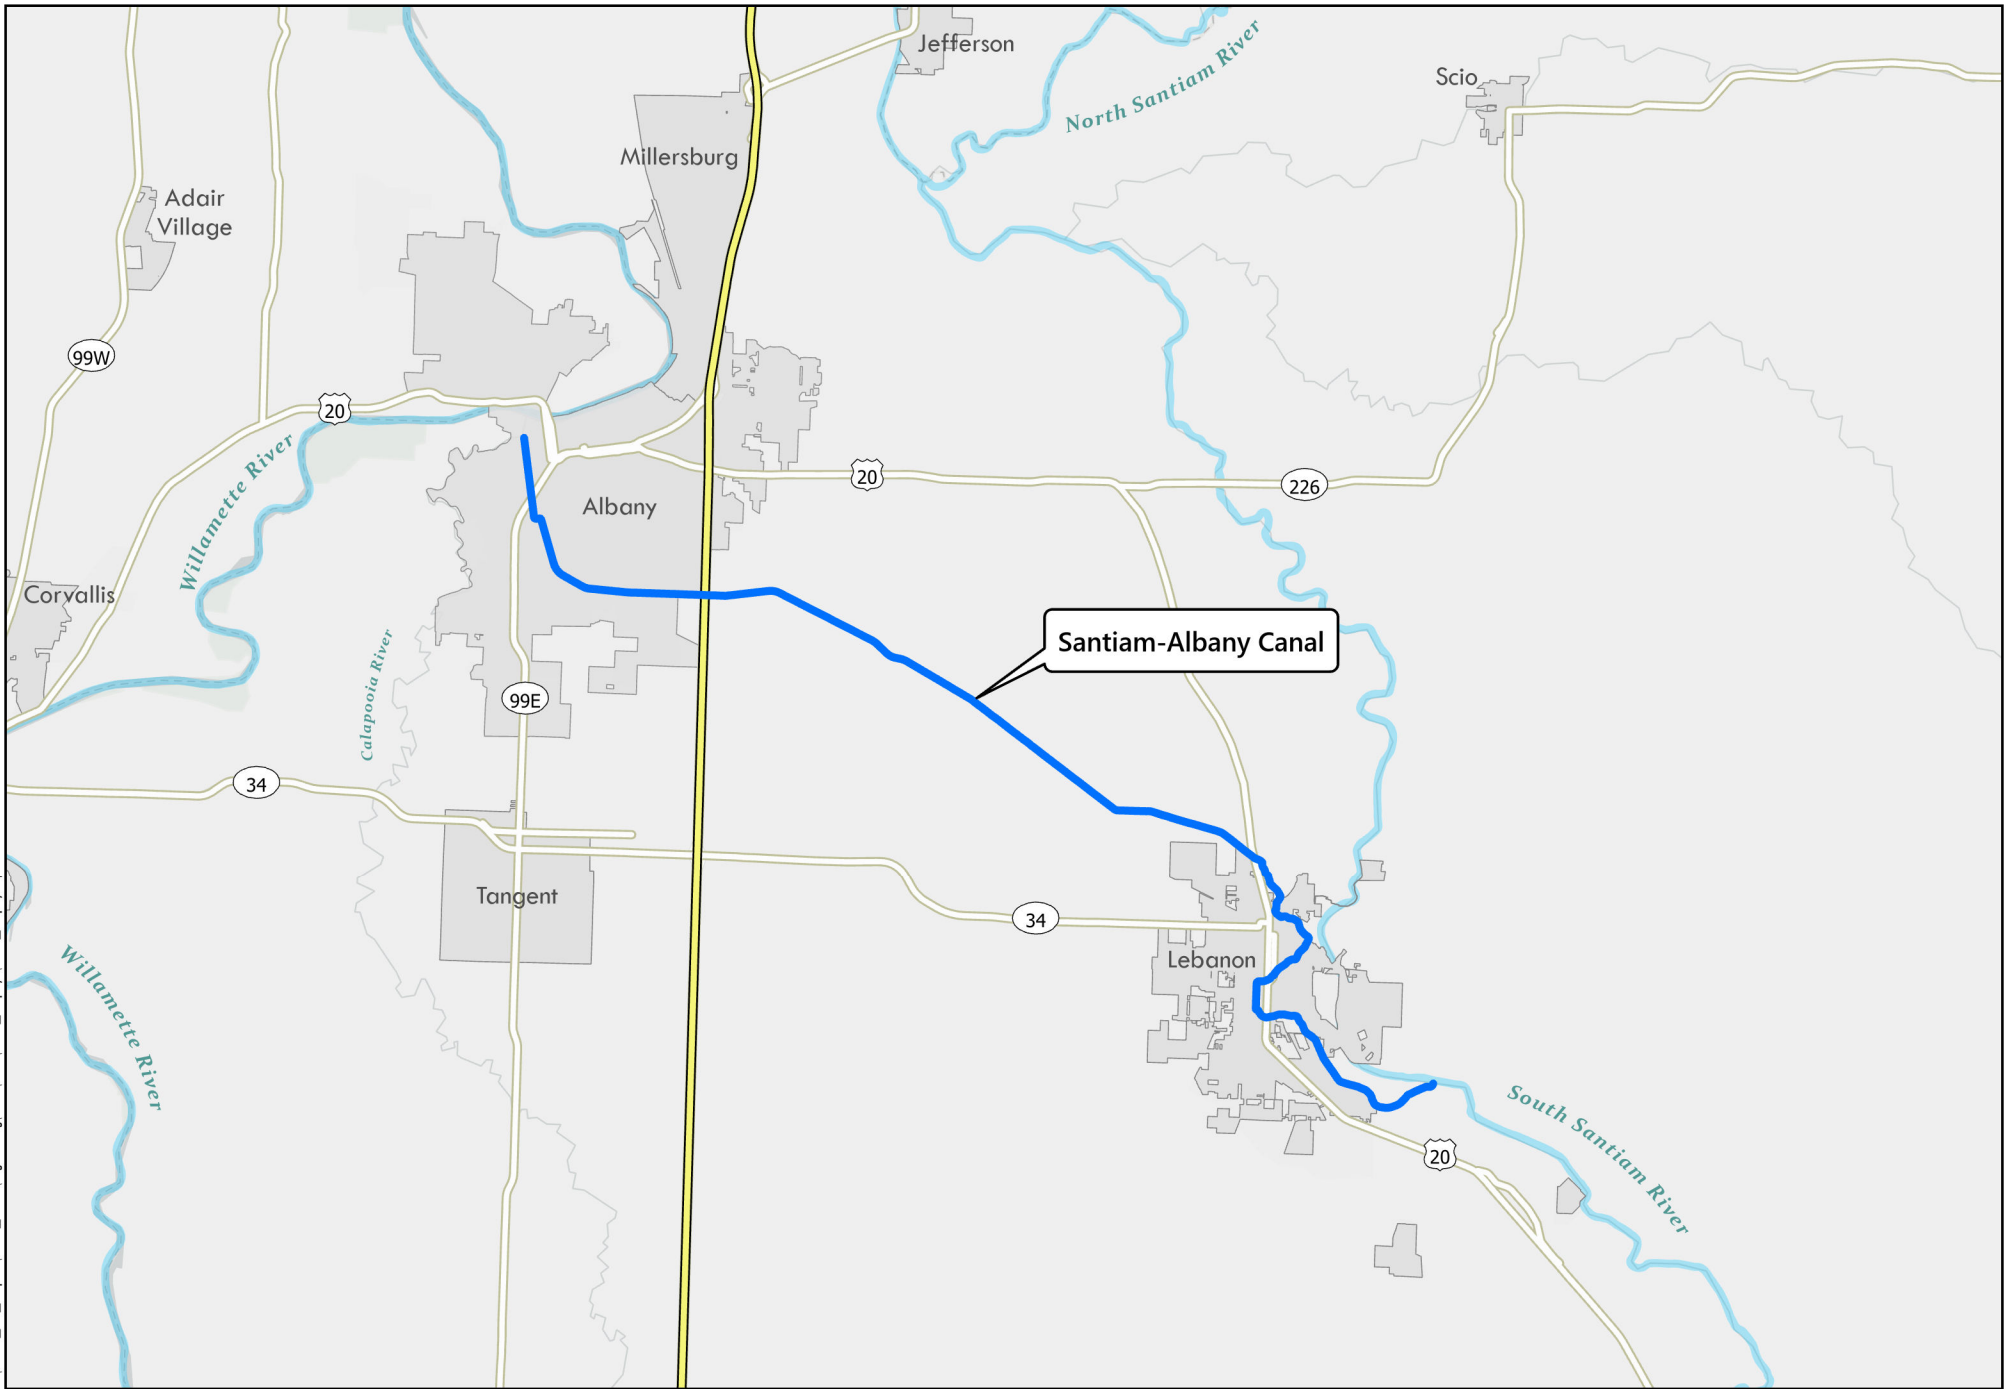 Jefferson
North Santiam River
Scio
Millersburg
Adair
Village
99W
20
Willamette River
20
226
Albany
Corvallis
Santiam-Albany Canal
Calapooia River
99E
34
Tangent
34
Lebanon
Willamette River
South Santiam River
20